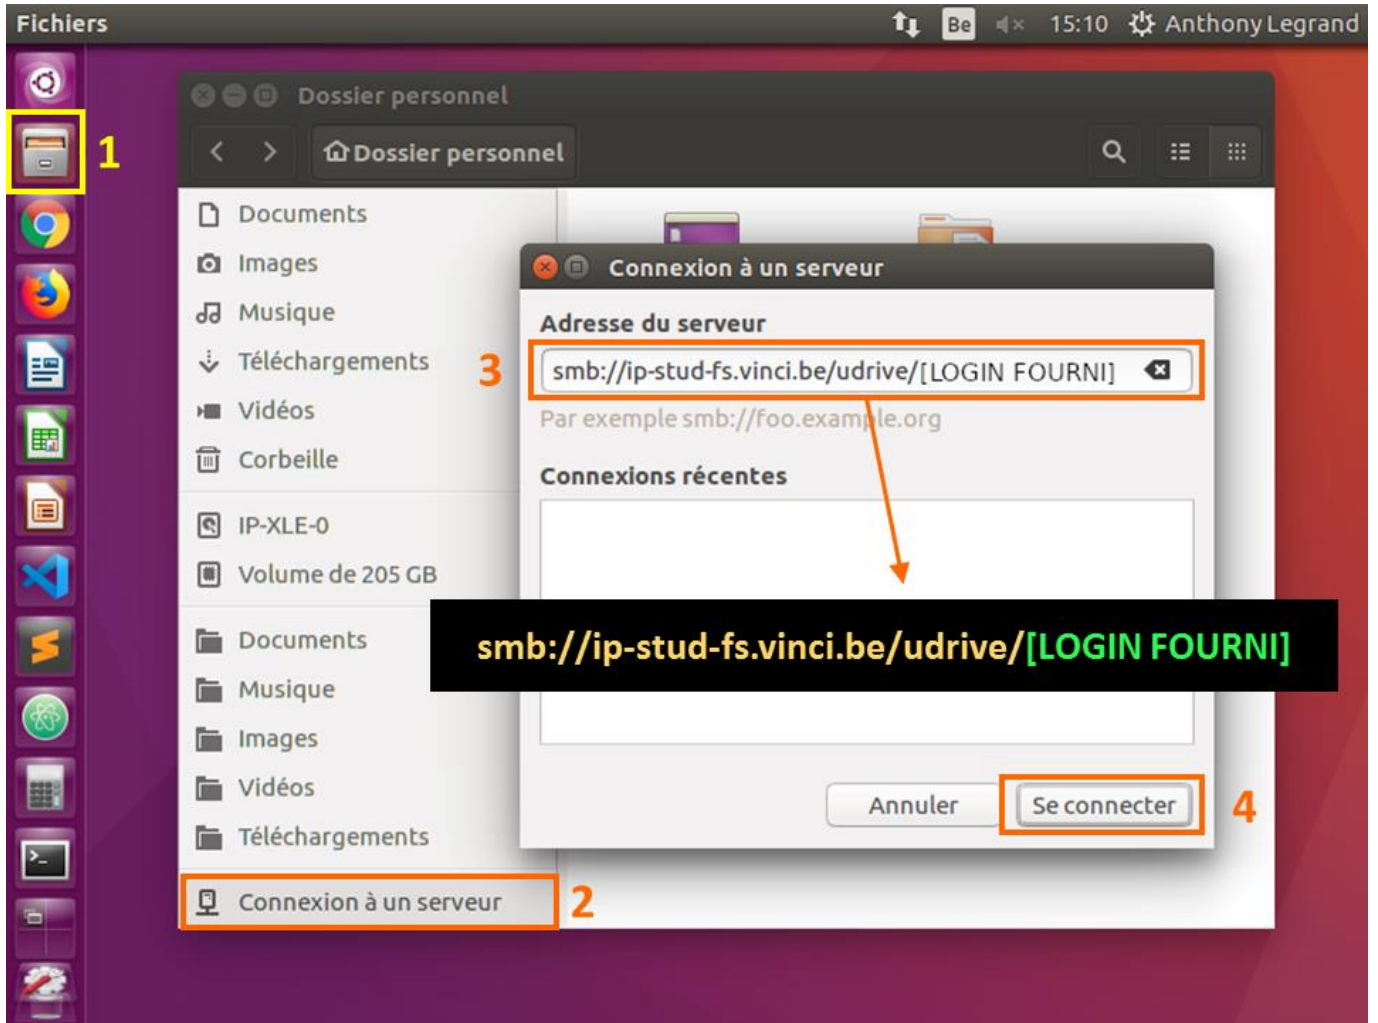 Fichiers
Be
15:10
Anthony Legrand
1
Dossier personnel
Dossier personnel
Documents
Images
Musique
Téléchargements
Vidéos
Corbeille
IP-XLE-0
Volume de 205 GB
Documents
Musique
Images
Vidéos
Téléchargements
Connexion à un serveur
2
Connexion à un serveur
Adresse du serveur
3
smb://ip-stud-fs.vinci.be/udrive/[LOGIN FOURNI]
Par exemple smb://foo.example.org
Connexions récentes
smb://ip-stud-fs.vinci.be/udrive/[LOGIN FOURNI]
Annuler
Se connecter
4